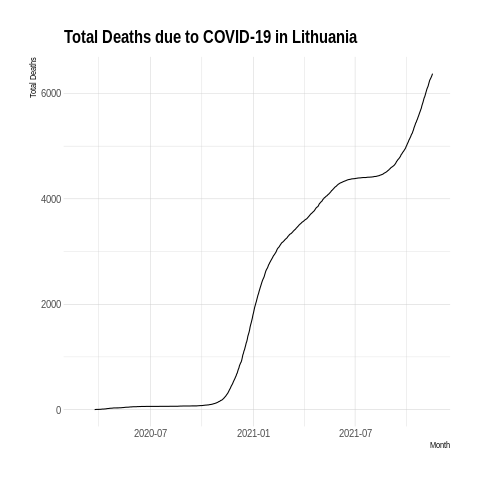 Total Deaths due to COVID-19 in Lithuania
Total Deaths
6000
4000
2000
0
2020-07
2021-01
2021-07
Month